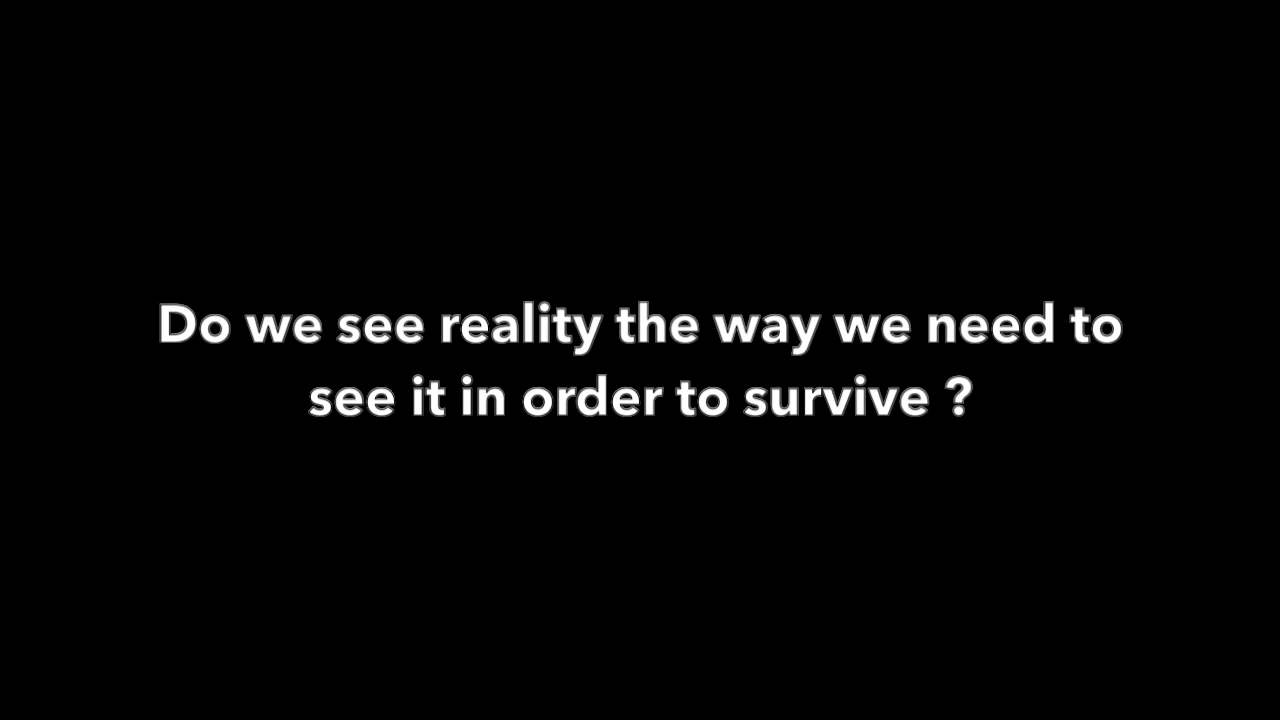 Do we see reality the way we need to
see it in order to survive ?